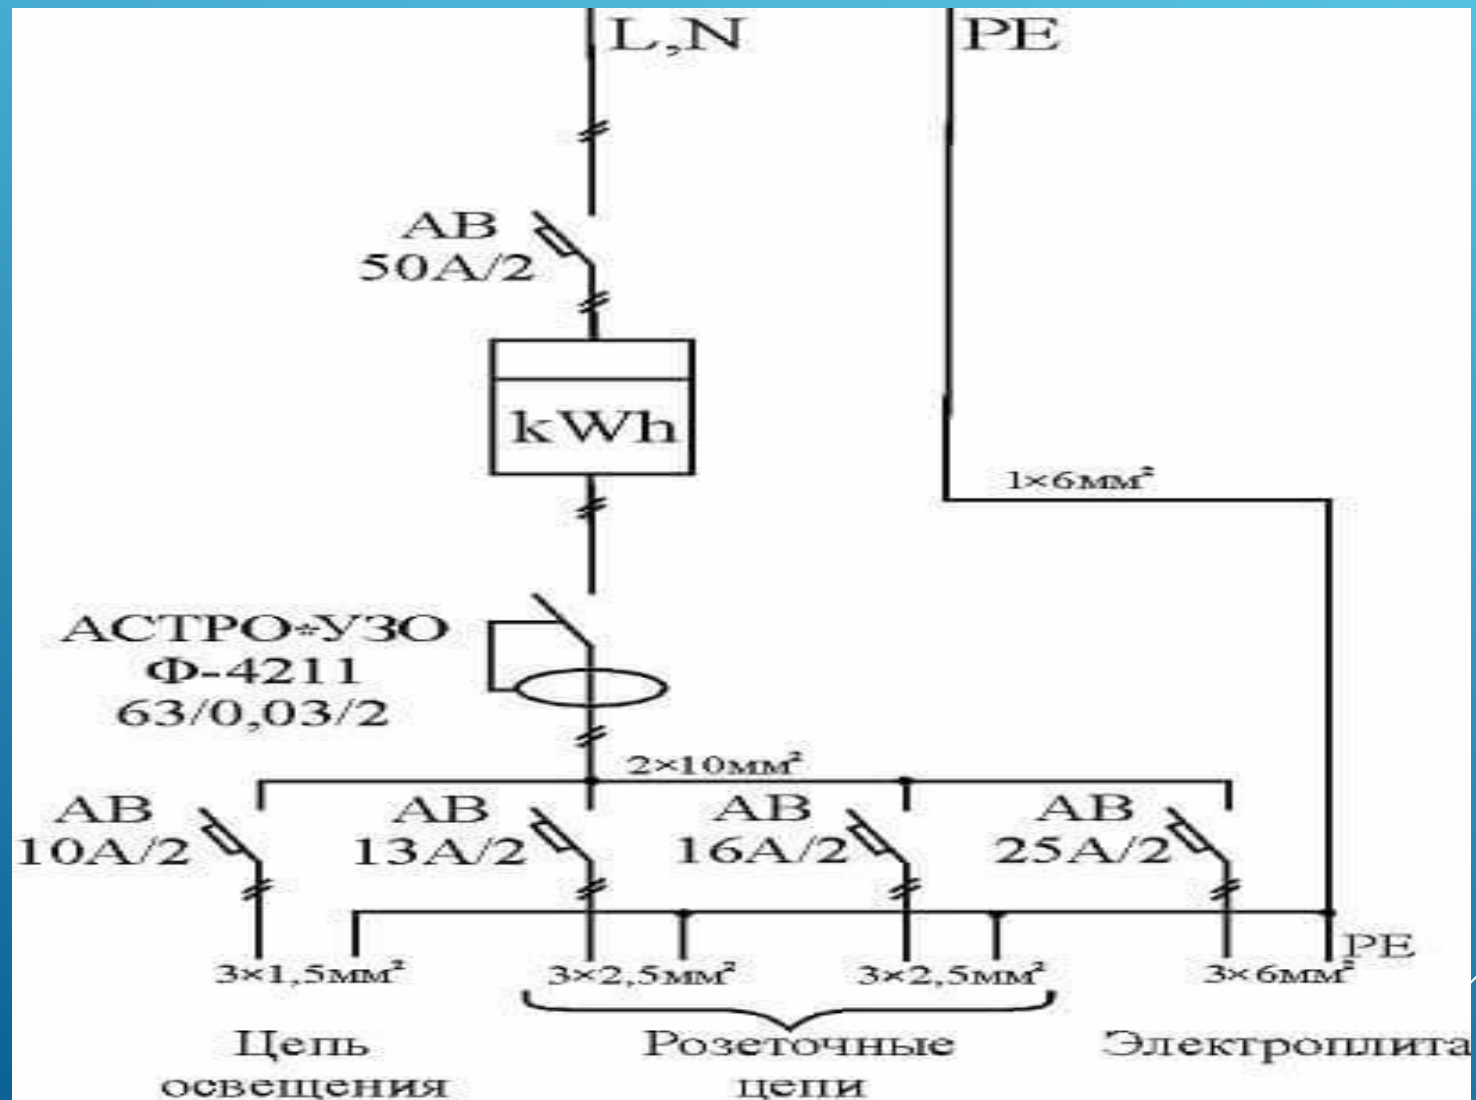 L,N
PE
АВ
50А/2
kWh
1×6мм²
АСТРО*УЗО
Ф-4211
63/0,03/2
2×10мм²
АВ
10А/2
АВ
13А/2
АВ
16А/2
АВ
25А/2
PE
3×1,5мм²
3×2,5мм²
3×2,5мм²
3×6мм²
Цепь
освещения
Розеточные
цепи
Электроплита